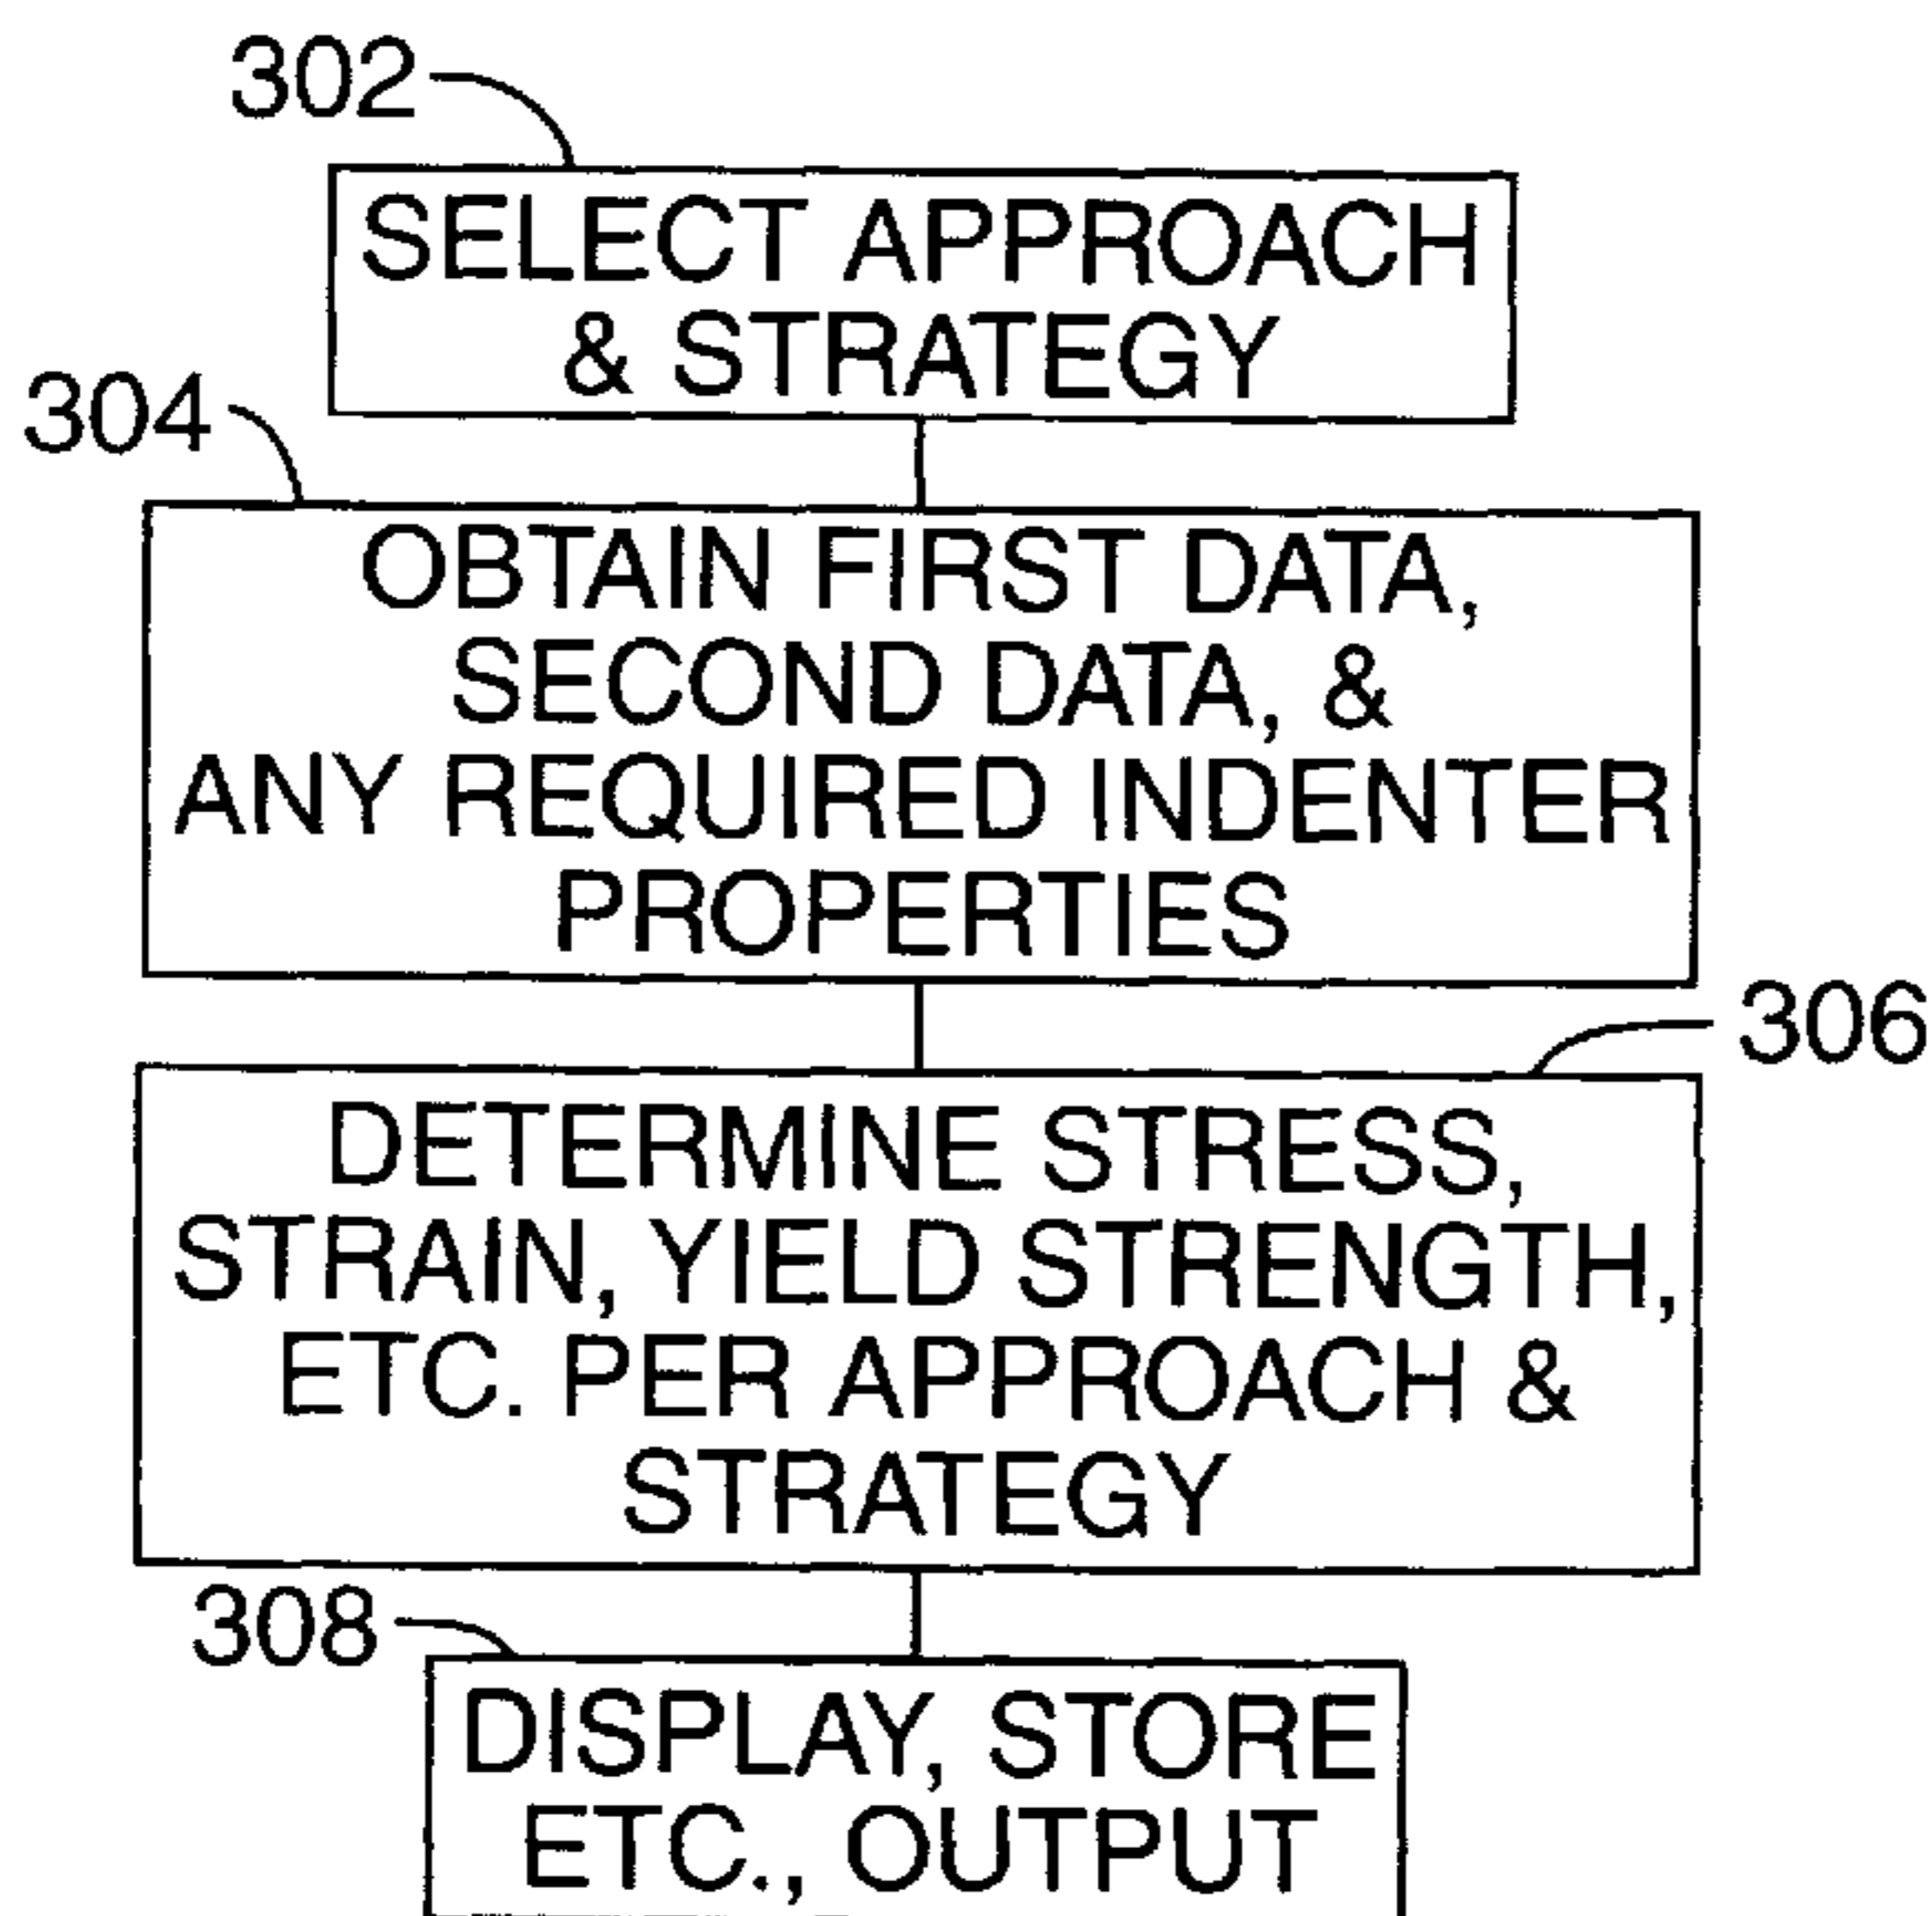 302
SELECT APPROACH
& STRATEGY
304
OBTAIN FIRST DATA,
SECOND DATA, &
ANY REQUIRED INDENTER
PROPERTIES
306
DETERMINE STRESS,
STRAIN, YIELD STRENGTH,
ETC. PER APPROACH &
STRATEGY
308
DISPLAY, STORE
ETC., OUTPUT